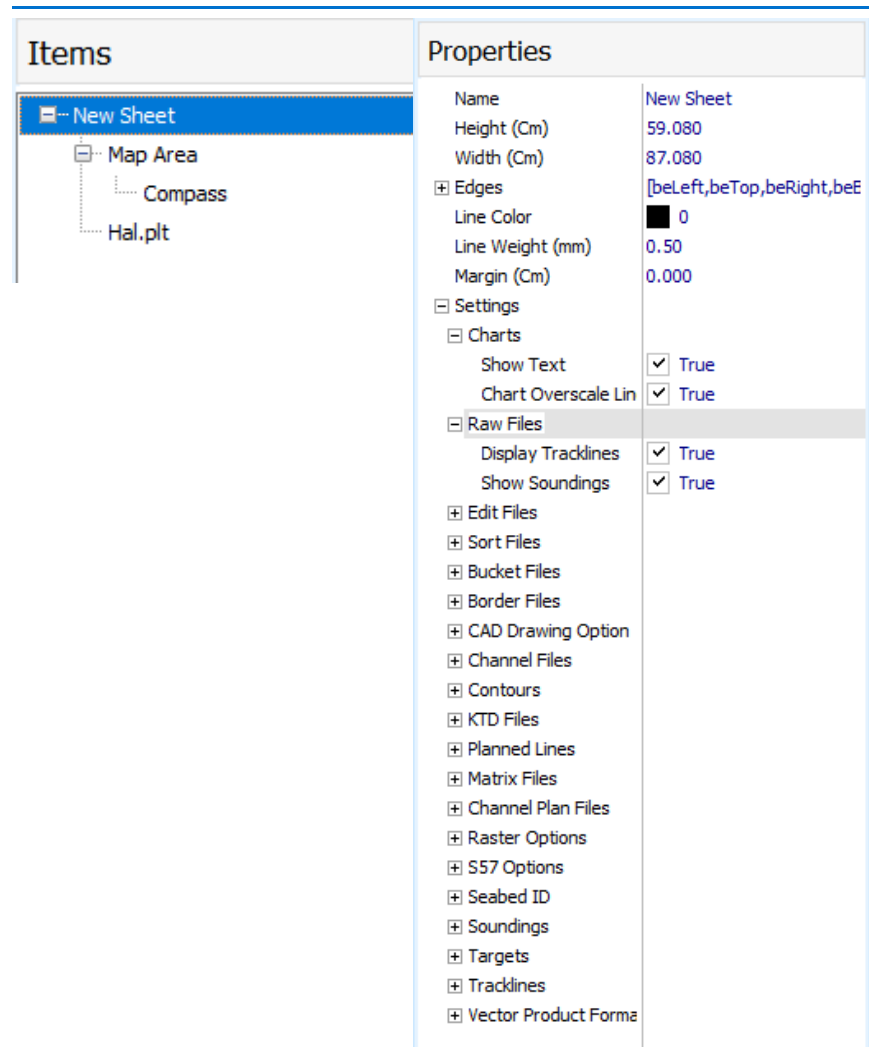 Items
New Sheet
Map Area
Compass
Hal.plt
Properties
Name New Sheet
Height (Cm) 59.080
Width (Cm) 87.080
Edges [beLeft,beTop,beRight,beE
Line Color 0
Line Weight (mm) 0.50
Margin (Cm) 0.000
Settings
Charts
Show Text True
Chart Overscale Lin True
Raw Files
Display Tracklines True
Show Soundings True
Edit Files
Sort Files
Bucket Files
Border Files
CAD Drawing Option
Channel Files
Contours
KTD Files
Planned Lines
Matrix Files
Channel Plan Files
Raster Options
S57 Options
Seabed ID
Soundings
Targets
Tracklines
Vector Product Forma